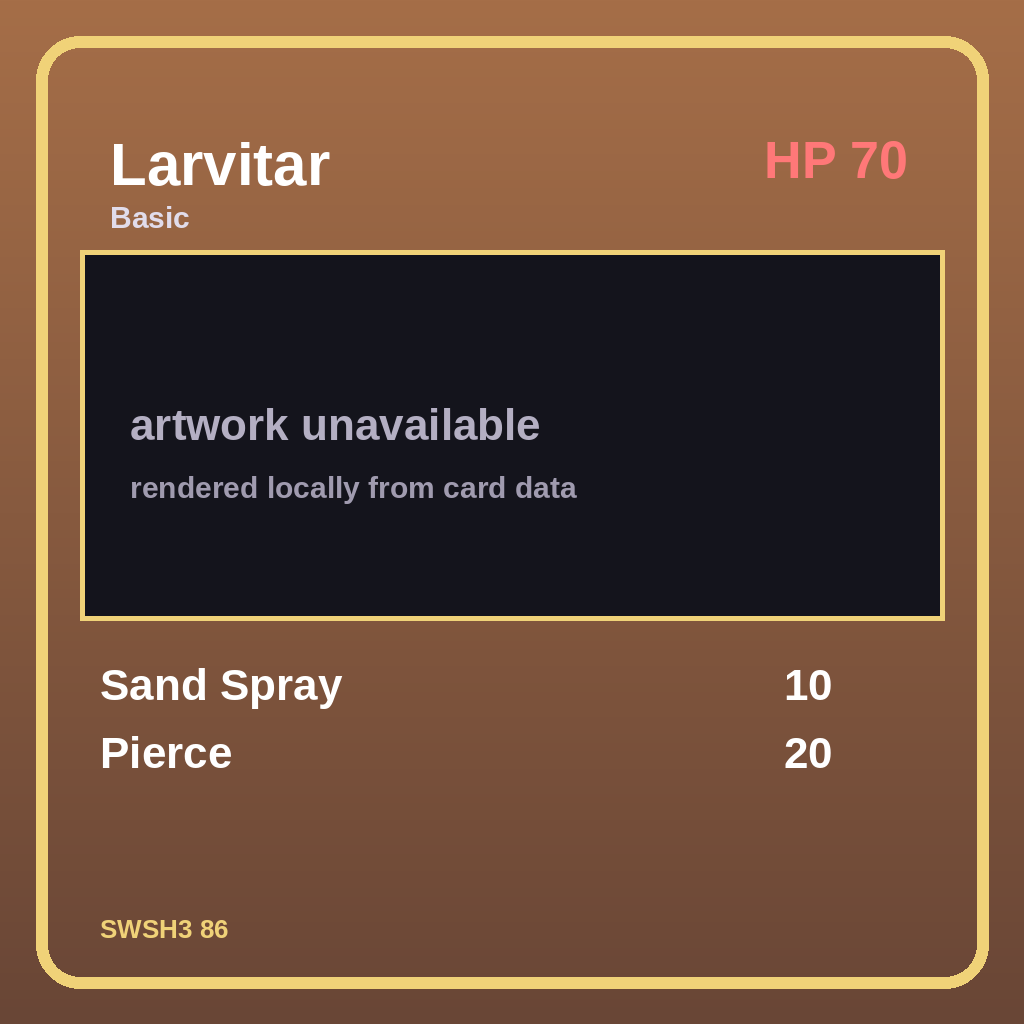 Larvitar
HP 70
Basic
artwork unavailable
rendered locally from card data
Sand Spray 10
Pierce 20
SWSH3 86